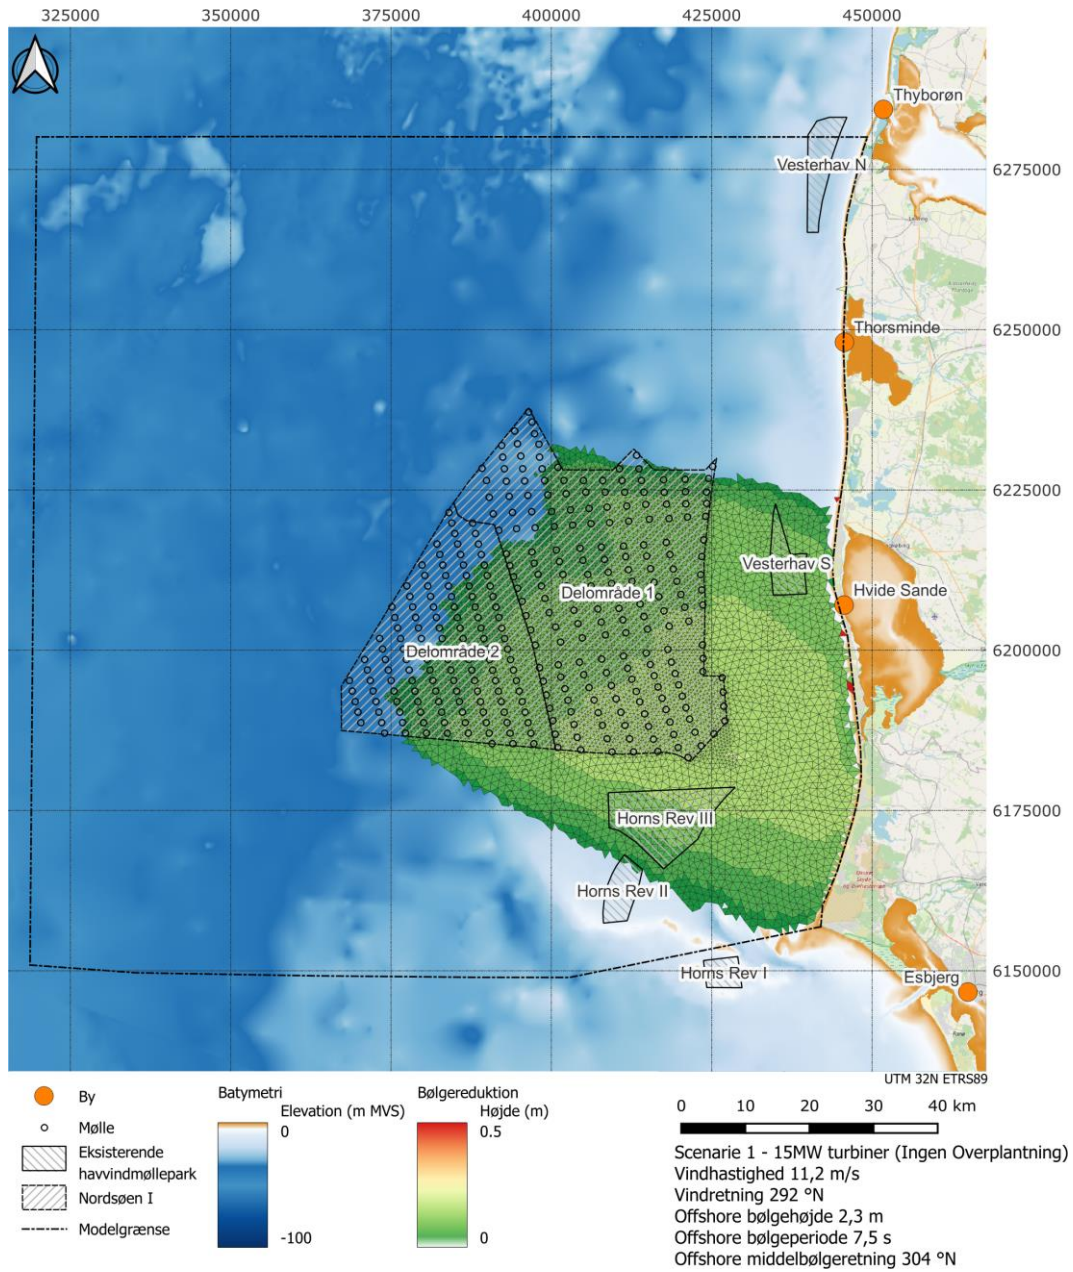 325000 350000 375000 400000 425000 450000
Thyborøn
Vesterhav N
6275000
Thorsminde
6250000
6225000
Vesterhav S
Hvide Sande
Delområde 1
Delområde 2
6200000
6175000
Horns Rev III
Horns Rev II
Horns Rev I
Esbjerg
6150000
UTM 32N ETRS89
By
Mølle
Eksisterende
havvindmøllepark
Nordsøen I
Modelgrænse
Batymetri
Elevation (m MVS)
0
-100
Bølgereduktion
Højde (m)
0.5
0
0 10 20 30 40 km
Scenarie 1 - 15MW turbiner (Ingen Overplantning)
Vindhastighed 11,2 m/s
Vindretning 292 °N
Offshore bølgehøjde 2,3 m
Offshore bølgeperiode 7,5 s
Offshore middelbølgeretning 304 °N